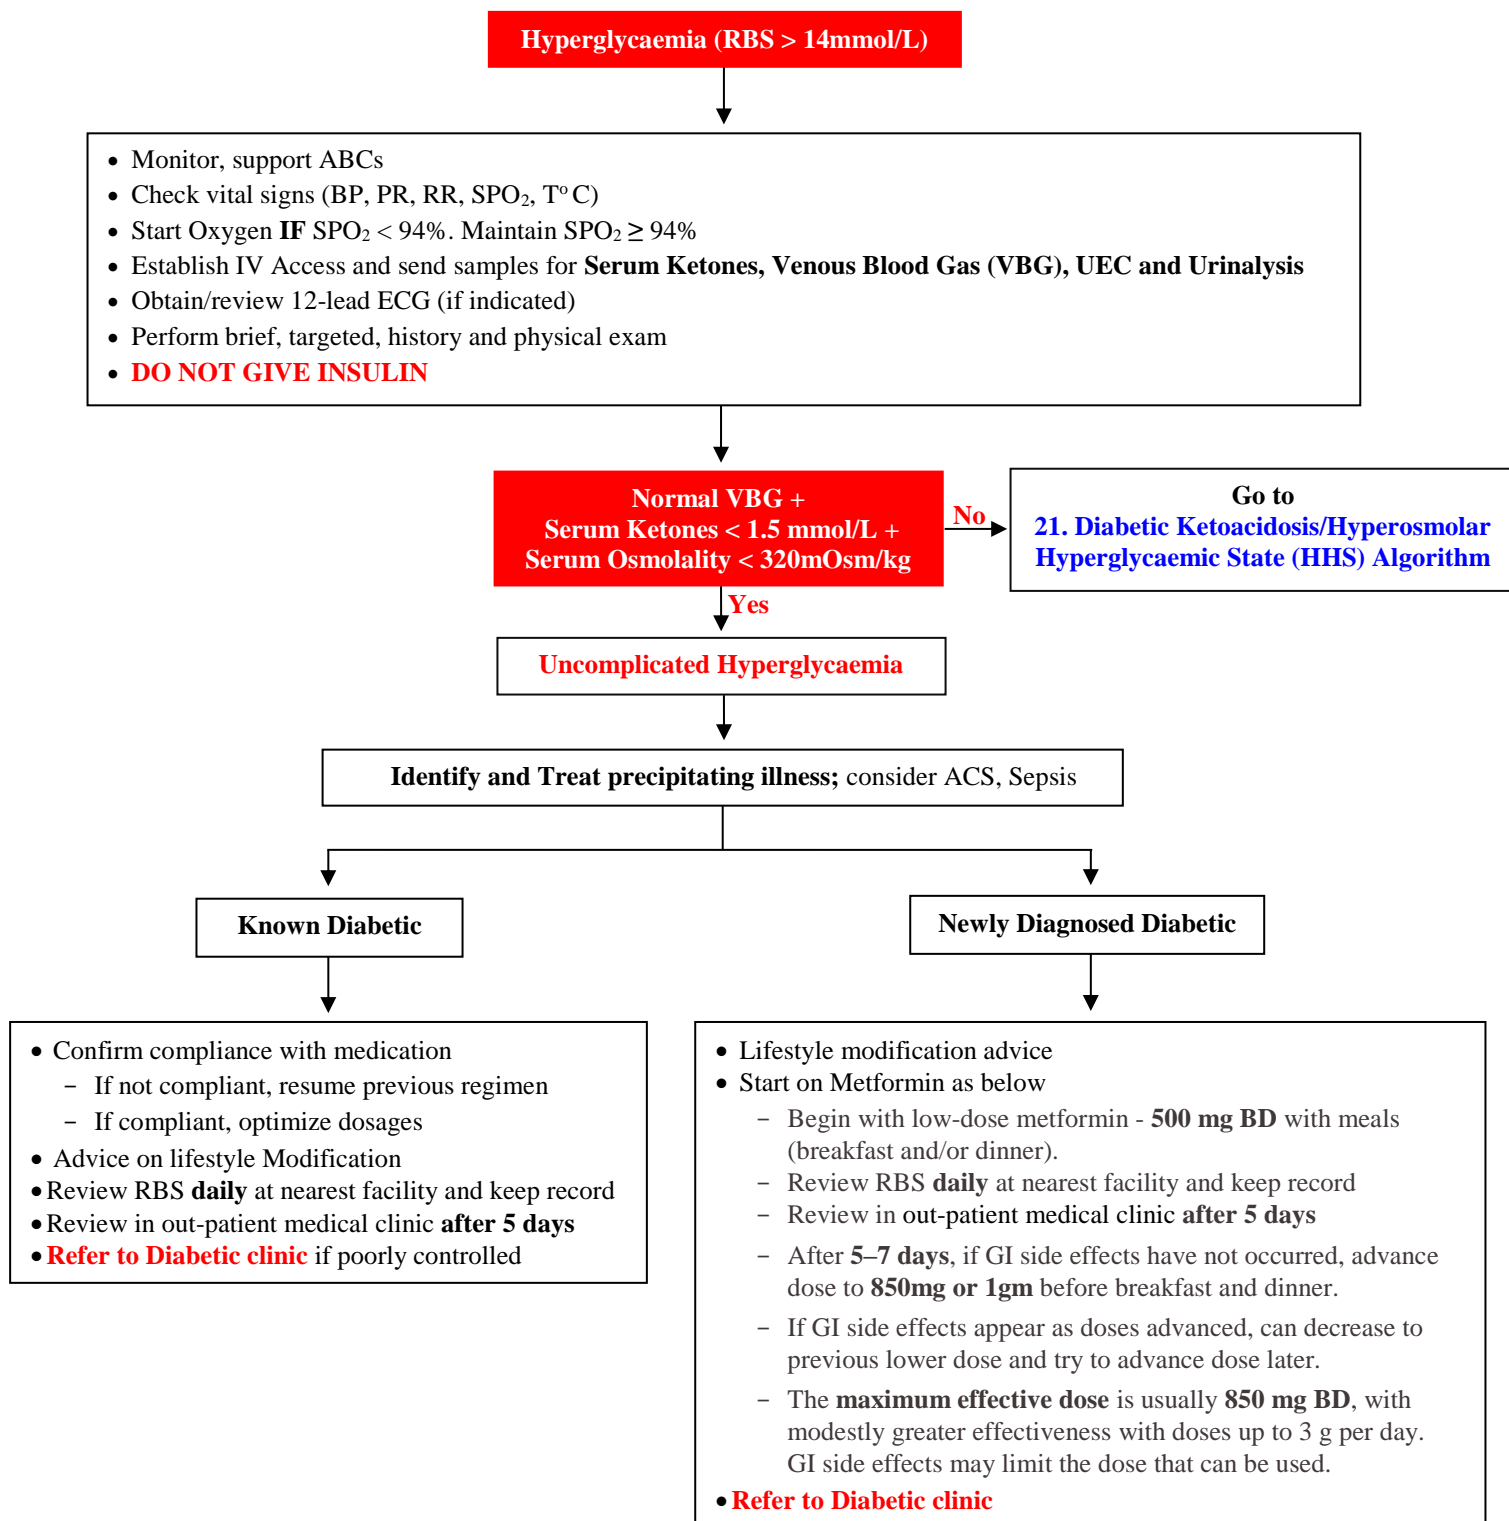 Hyperglycaemia (RBS > 14mmol/L)
• Monitor, support ABCs
• Check vital signs (BP, PR, RR, SPO₂, Tº C)
• Start Oxygen IF SPO₂ < 94%. Maintain SPO₂ ≥ 94%
• Establish IV Access and send samples for Serum Ketones, Venous Blood Gas (VBG), UEC and Urinalysis
• Obtain/review 12-lead ECG (if indicated)
• Perform brief, targeted, history and physical exam
• DO NOT GIVE INSULIN
Normal VBG +
Serum Ketones < 1.5 mmol/L +
Serum Osmolality < 320mOsm/kg
No
Go to
21. Diabetic Ketoacidosis/Hyperosmolar
Hyperglycaemic State (HHS) Algorithm
Yes
Uncomplicated Hyperglycaemia
Identify and Treat precipitating illness; consider ACS, Sepsis
Known Diabetic
• Confirm compliance with medication
− If not compliant, resume previous regimen
− If compliant, optimize dosages
• Advice on lifestyle Modification
• Review RBS daily at nearest facility and keep record
• Review in out-patient medical clinic after 5 days
• Refer to Diabetic clinic if poorly controlled
Newly Diagnosed Diabetic
• Lifestyle modification advice
• Start on Metformin as below
− Begin with low-dose metformin - 500 mg BD with meals
(breakfast and/or dinner).
− Review RBS daily at nearest facility and keep record
− Review in out-patient medical clinic after 5 days
− After 5–7 days, if GI side effects have not occurred, advance
dose to 850mg or 1gm before breakfast and dinner.
− If GI side effects appear as doses advanced, can decrease to
previous lower dose and try to advance dose later.
− The maximum effective dose is usually 850 mg BD, with
modestly greater effectiveness with doses up to 3 g per day.
GI side effects may limit the dose that can be used.
• Refer to Diabetic clinic